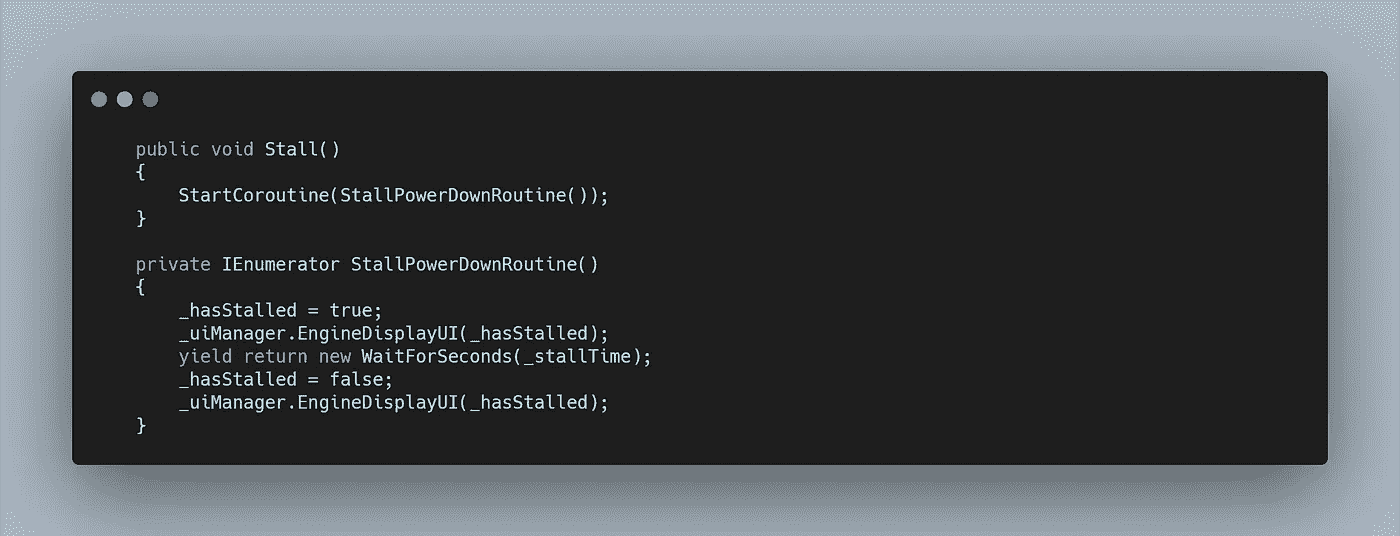 public void Stall()
{
    StartCoroutine(StallPowerDownRoutine());
}

private IEnumerator StallPowerDownRoutine()
{
    _hasStalled = true;
    _uiManager.EngineDisplayUI(_hasStalled);
    yield return new WaitForSeconds(_stallTime);
    _hasStalled = false;
    _uiManager.EngineDisplayUI(_hasStalled);
}